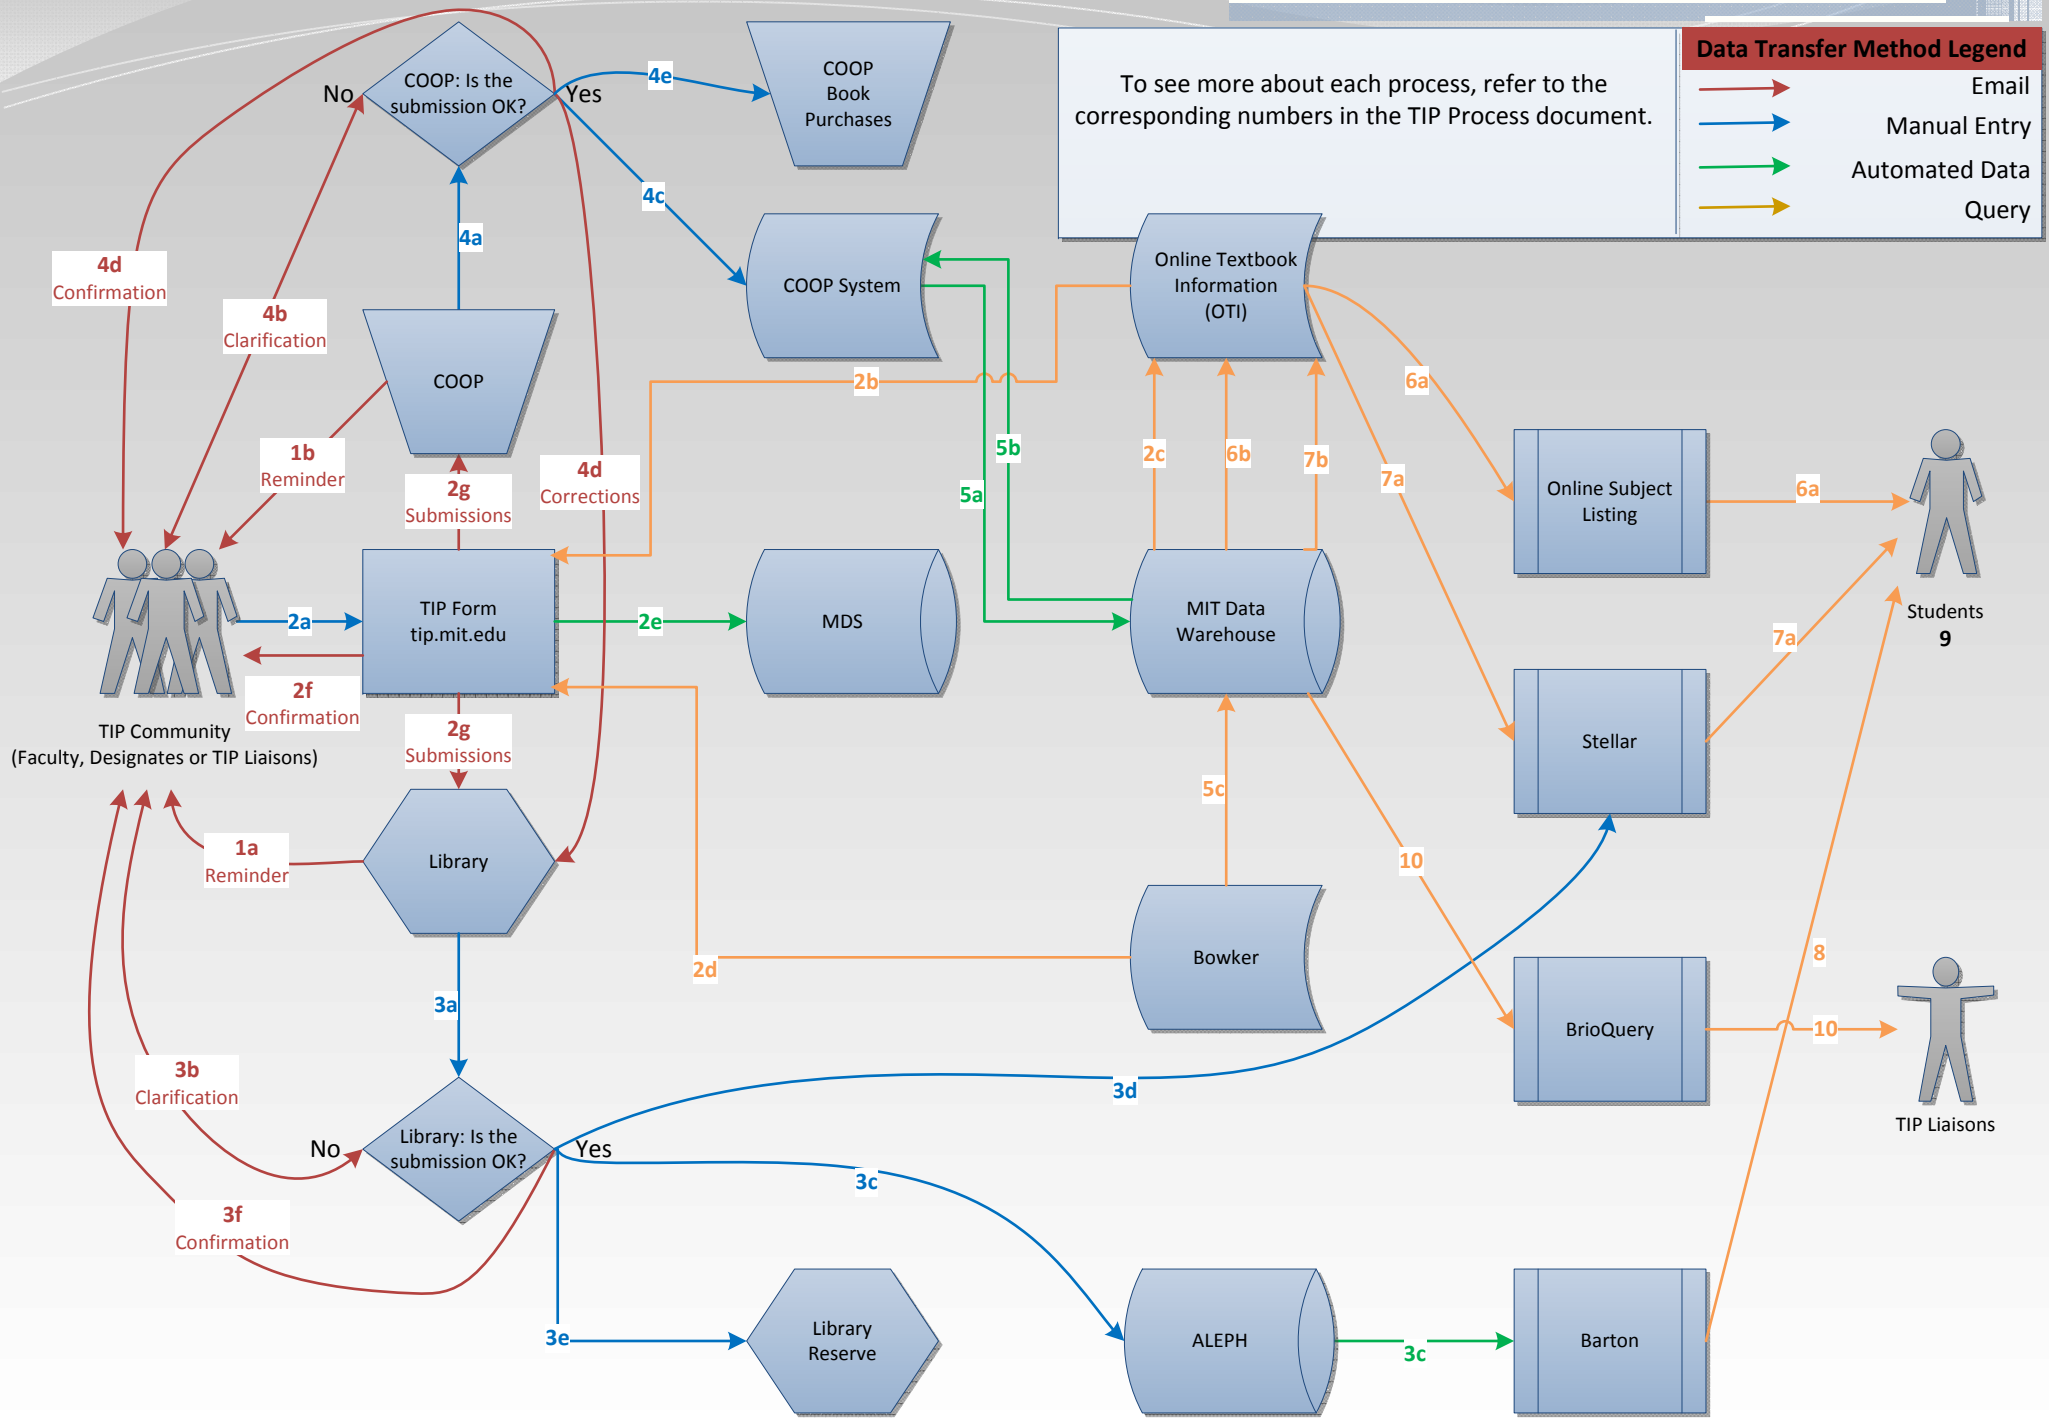 Data Transfer Method Legend
Email
Manual Entry
Automated Data
Query
To see more about each process, refer to the
corresponding numbers in the TIP Process document.
COOP: Is the
submission OK?
No
Yes
4e
COOP
Book
Purchases
4c
4a
4d
Confirmation
4b
Clarification
COOP System
Online Textbook
Information
(OTI)
COOP
2b
6a
1b
Reminder
2g
Submissions
4d
Corrections
5b
5a
2c
6b
7b
7a
Online Subject
Listing
6a
Students
9
2a
TIP Form
tip.mit.edu
2e
MDS
MIT Data
Warehouse
7a
2f
Confirmation
TIP Community
(Faculty, Designates or TIP Liaisons)
2g
Submissions
Stellar
5c
1a
Reminder
Library
10
2d
Bowker
8
3a
BrioQuery
10
TIP Liaisons
3b
Clarification
3d
No
Library: Is the
submission OK?
Yes
3c
3f
Confirmation
3e
Library
Reserve
ALEPH
3c
Barton